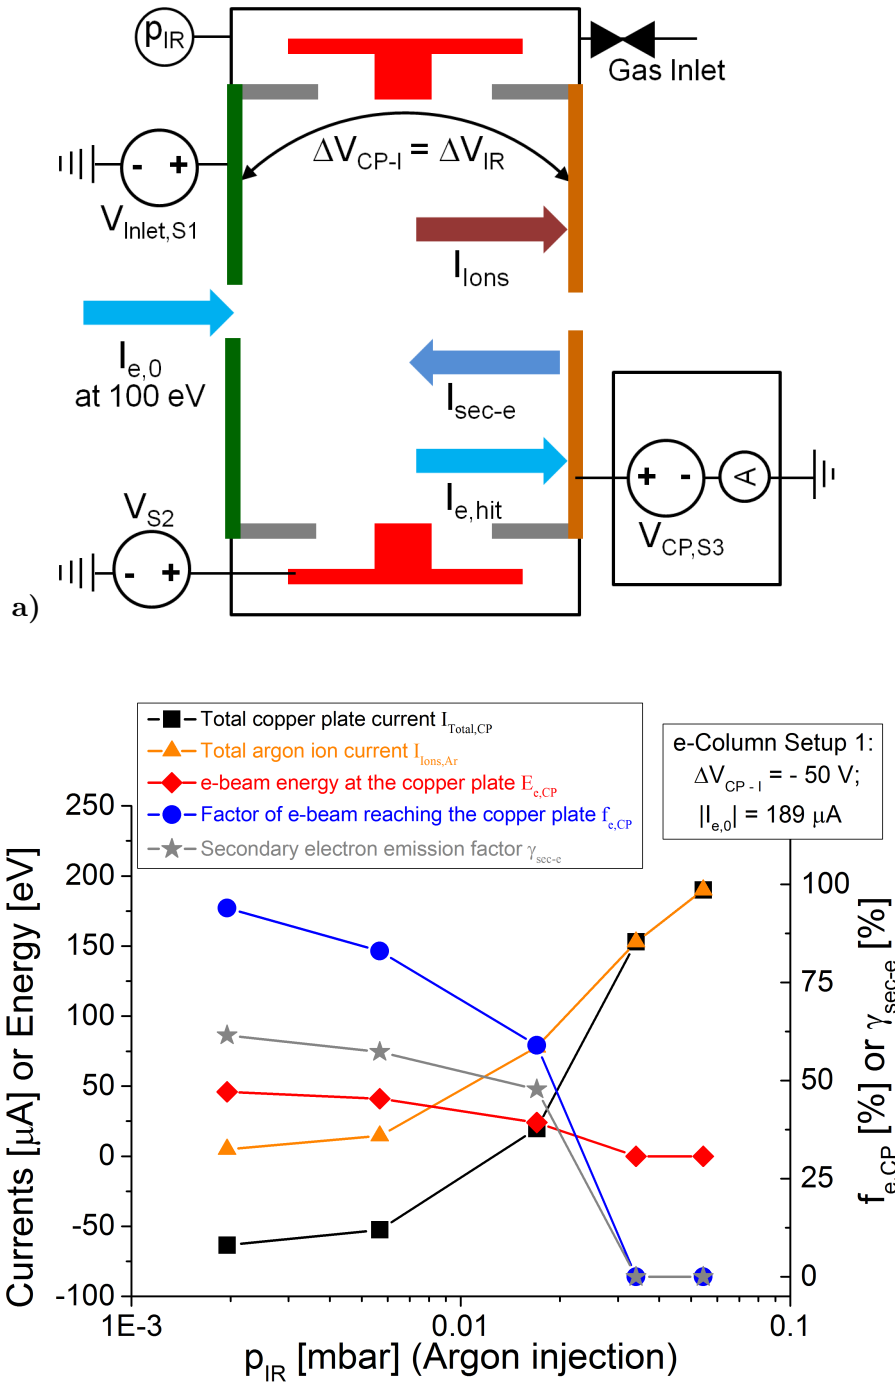 p_IR
Gas Inlet
ΔV_CP-I = ΔV_IR
- +
V_Inlet,S1
I_Ions
I_e,0
at 100 eV
I_sec-e
I_e,hit
V_S2
- +
+ -
A
V_CP,S3
a)
Total copper plate current I_Total,CP
Total argon ion current I_Ions,Ar
e-beam energy at the copper plate E_e,CP
Factor of e-beam reaching the copper plate f_e,CP
Secondary electron emission factor γ_sec-e
e-Column Setup 1:
ΔV_CP-I = - 50 V;
|I_e,0| = 189 μA
Currents [μA] or Energy [eV]
250
200
150
100
50
0
-50
-100
100
75
50
25
0
f_e,CP [%] or γ_sec-e [%]
1E-3
0.01
0.1
p_IR [mbar] (Argon injection)